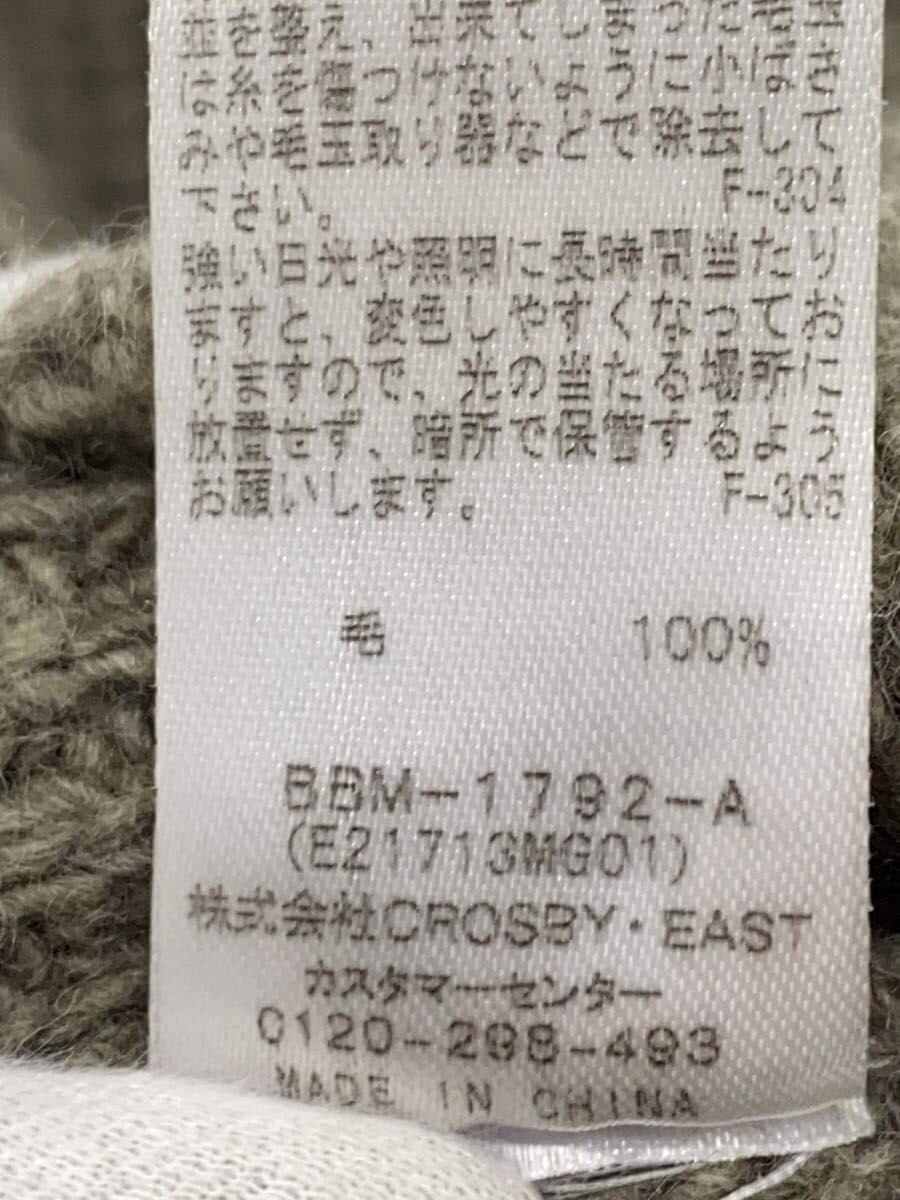 を整え、出来てしまった毛玉
は糸を傷つけないように小ばさ
みや毛玉取り器などで除去して
下さい。 F-304
強い日光や照明に長時間当たり
ますと、変色しやすくなってお
りますので、光の当たる場所に
放置せず、暗所で保管するよう
お願いします。 F-305
毛 100%
BBM-1792-A
(E21713MG01)
株式会社CROSBY・EAST
カスタマーセンター
0120-298-493
MADE IN CHINA